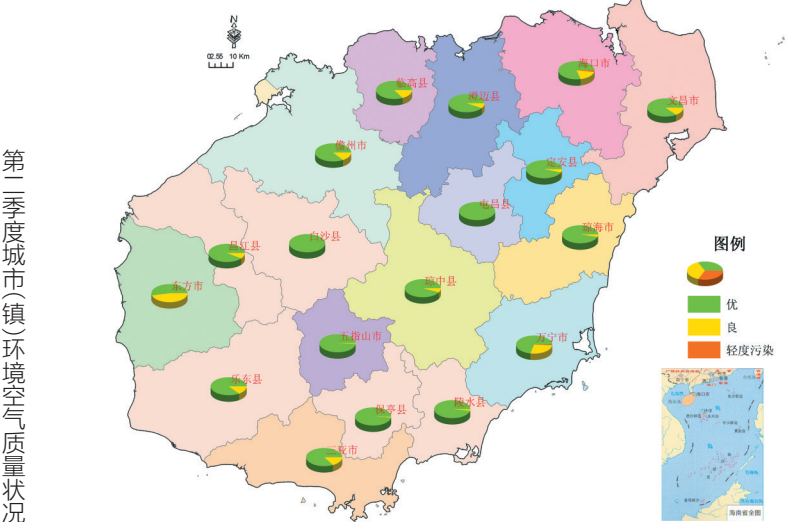 第二季度城市(镇)环境空气质量状况
N
02.55 10 Km
海口市
临高县
澄迈县
文昌市
儋州市
定安县
屯昌县
琼海市
白沙县
昌江县
东方市
琼中县
五指山市
万宁市
乐东县
保亭县
陵水县
三亚市
图例
优
良
轻度污染
海南省全图